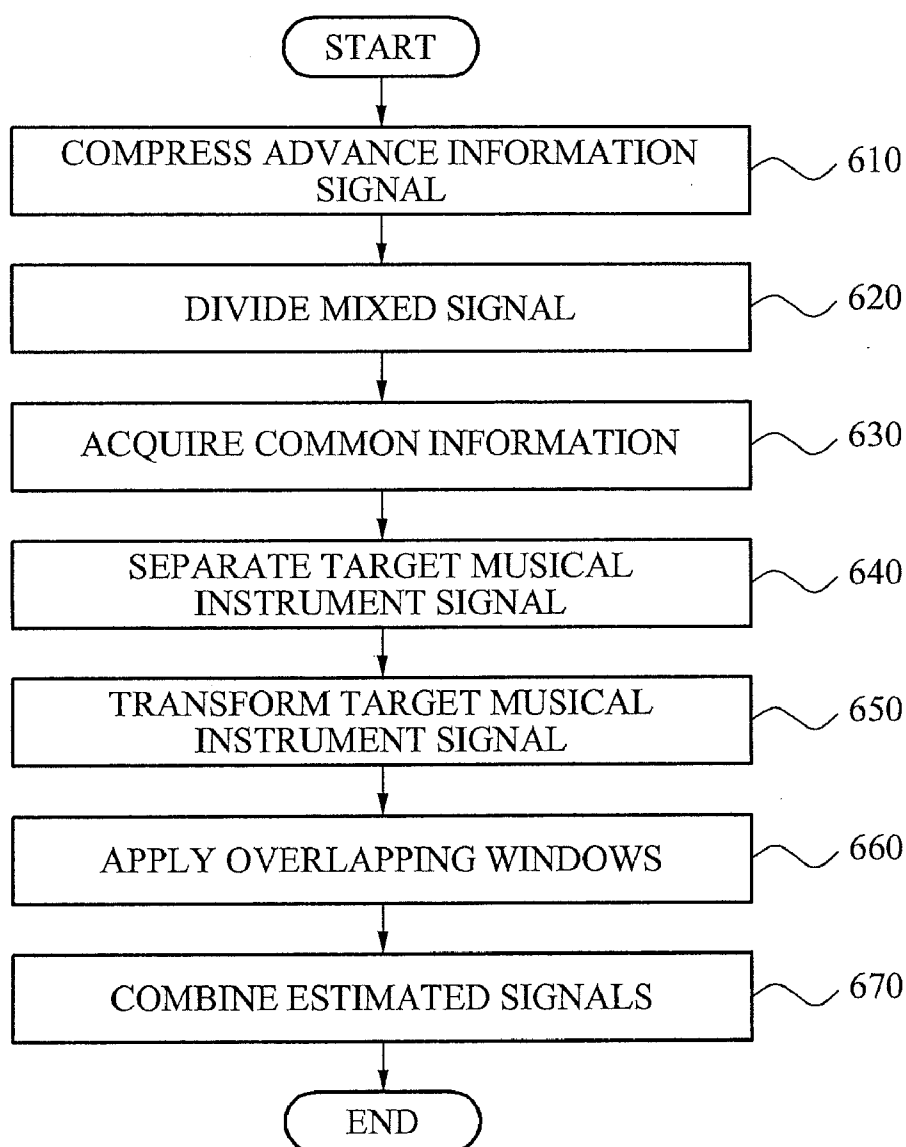 START
COMPRESS ADVANCE INFORMATION
SIGNAL
610
DIVIDE MIXED SIGNAL
620
ACQUIRE COMMON INFORMATION
630
SEPARATE TARGET MUSICAL
INSTRUMENT SIGNAL
640
TRANSFORM TARGET MUSICAL
INSTRUMENT SIGNAL
650
APPLY OVERLAPPING WINDOWS
660
COMBINE ESTIMATED SIGNALS
670
END